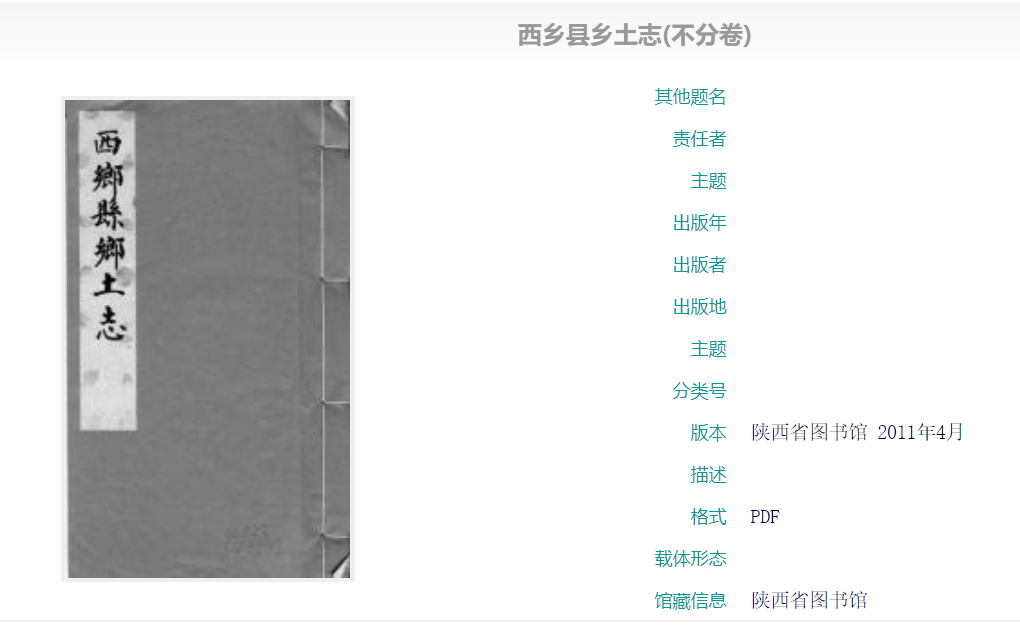 西乡县乡土志(不分卷)
西鄉縣鄉土志
其他题名
责任者
主题
出版年
出版者
出版地
主题
分类号
版本 陕西省图书馆 2011年4月
描述
格式 PDF
载体形态
馆藏信息 陕西省图书馆